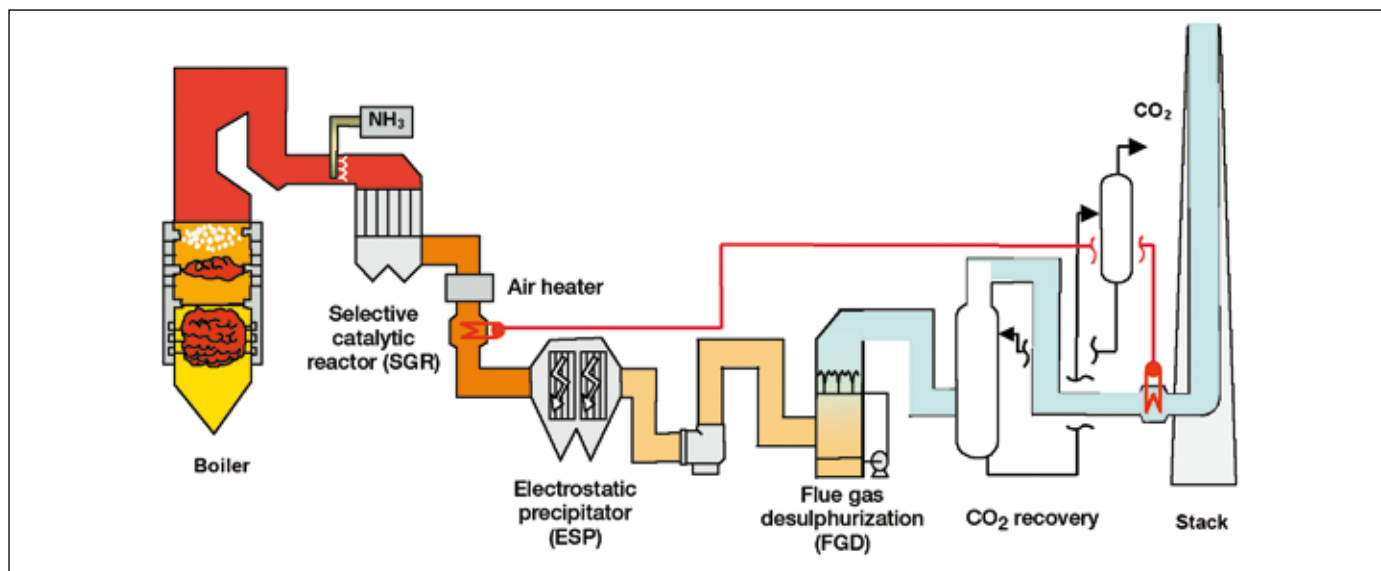 NH₃
CO₂
Air heater
Selective
catalytic
reactor (SGR)
Boiler
Electrostatic
precipitator
(ESP)
Flue gas
desulphurization
(FGD)
CO₂ recovery
Stack